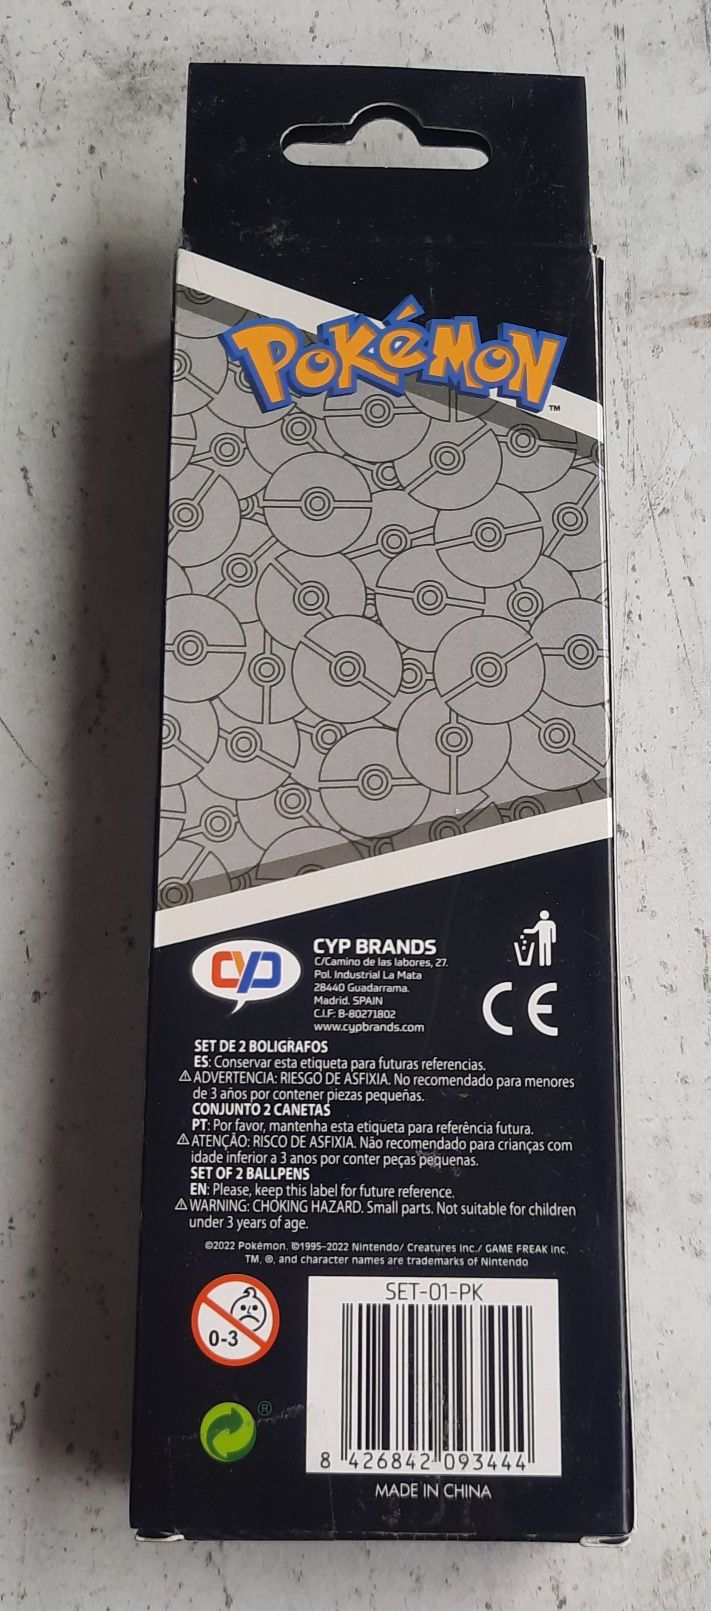 POKéMON
TM
CYP
CYP BRANDS
C/Camino de las labores, 27.
Pol. Industrial La Mata
28440 Guadarrama.
Madrid. SPAIN
C.I.F: B-80271802
www.cypbrands.com
CE
SET DE 2 BOLIGRAFOS
ES: Conservar esta etiqueta para futuras referencias.
⚠ ADVERTENCIA: RIESGO DE ASFIXIA. No recomendado para menores
de 3 años por contener piezas pequeñas.
CONJUNTO 2 CANETAS
PT: Por favor, mantenha esta etiqueta para referência futura.
⚠ ATENÇÃO: RISCO DE ASFIXIA. Não recomendado para crianças com
idade inferior a 3 anos por conter peças pequenas.
SET OF 2 BALLPENS
EN: Please, keep this label for future reference.
⚠ WARNING: CHOKING HAZARD. Small parts. Not suitable for children
under 3 years of age.
©2022 Pokémon. ©1995-2022 Nintendo/ Creatures Inc./ GAME FREAK inc.
TM, ®, and character names are trademarks of Nintendo
0-3
SET-01-PK
®
8 426842 093444
MADE IN CHINA